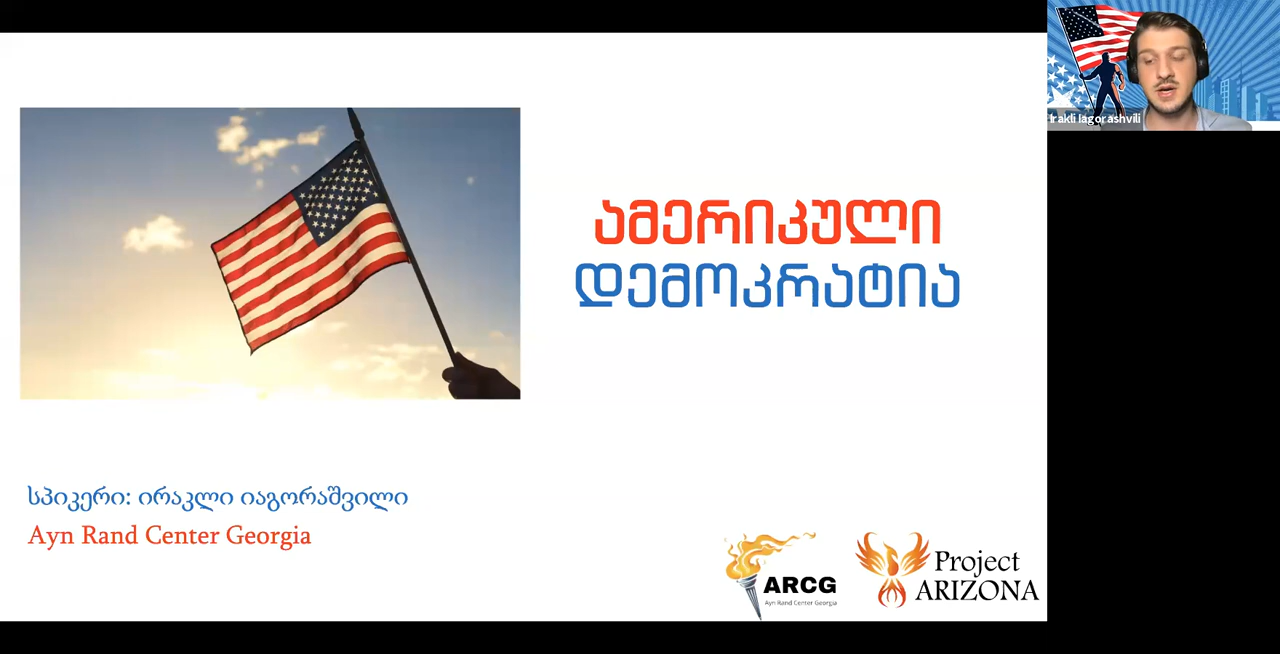 Irakli Iagorashvili
ამერიკული
დემოკრატია
სპიკერი: ირაკლი იაგორაშვილი
Ayn Rand Center Georgia
ARCG
Ayn Rand Center Georgia
Project
ARIZONA